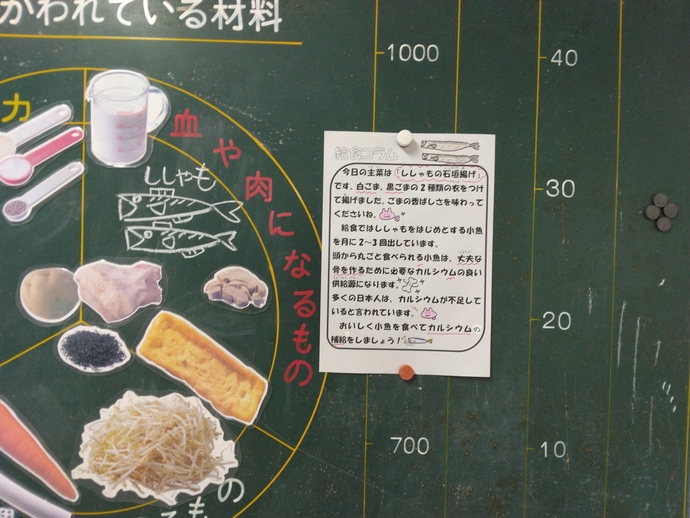 かわれている材料
力
血や肉になるもの
ししゃも
1000
700
40
30
20
10
給食コラム
今日の主菜は「ししゃもの石垣揚げ」
です。白ごま、黒ごまの2種類の衣をつけ
て揚げました。ごまの香ばしさを味わって
くださいね。
給食ではししゃもをはじめとする小魚
を月に2~3回出しています。
頭から丸ごと食べられる小魚は、丈夫な
骨を作るために必要なカルシウムの良い
供給源になります。
多くの日本人は、カルシウムが不足して
いると言われています。
おいしく小魚を食べてカルシウムの
補給をしましょう！